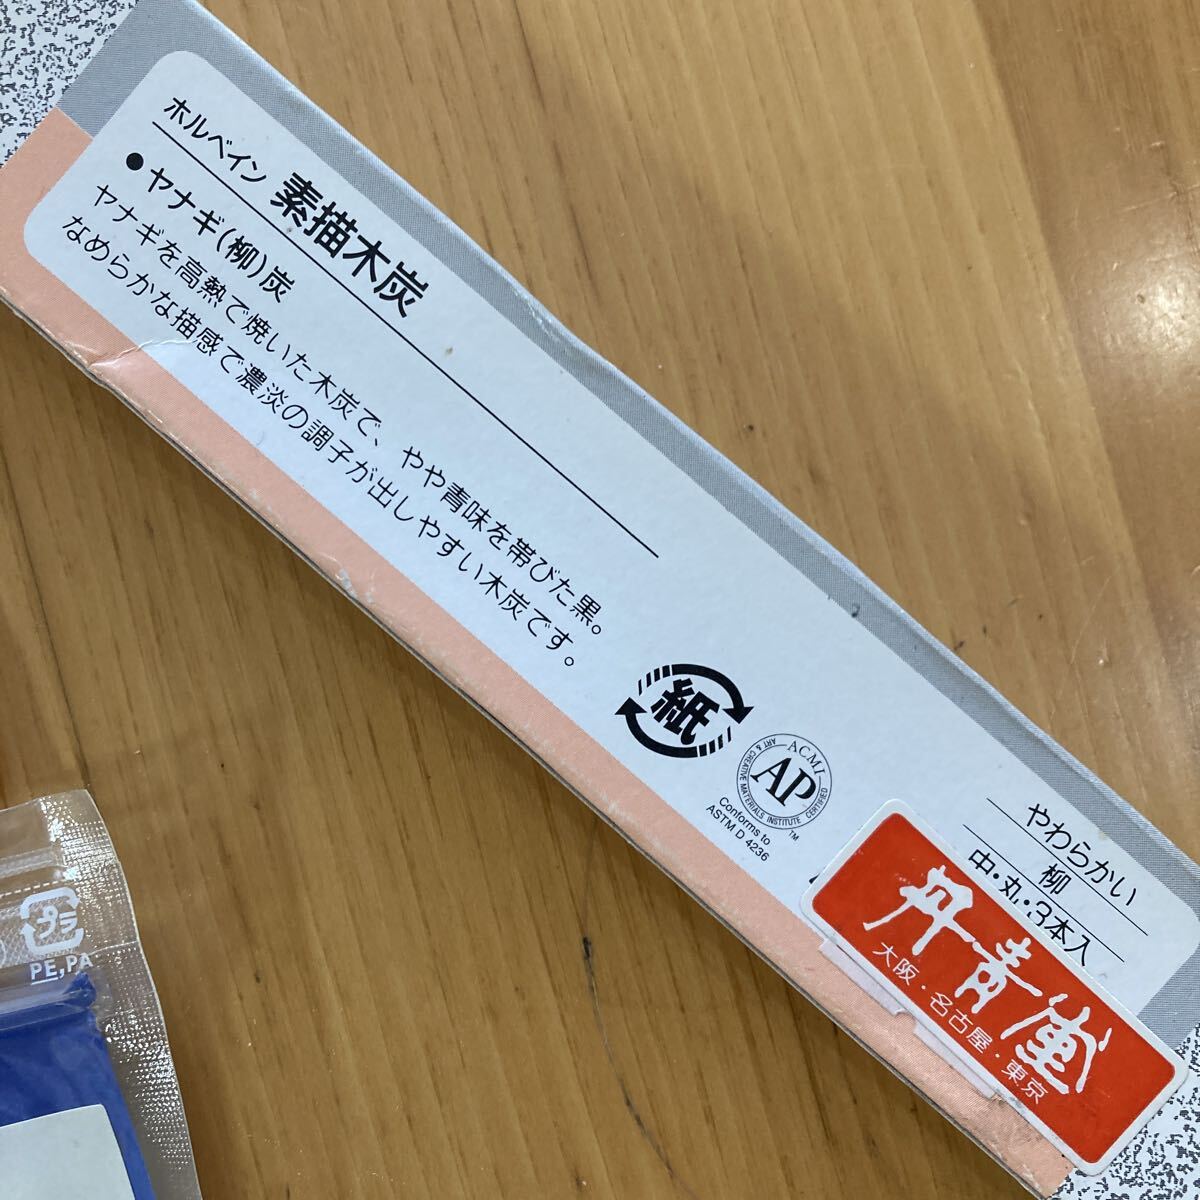 ホルベイン 素描木炭
●ヤナギ(柳)炭
ヤナギを高熱で焼いた木炭で、やや青味を帯びた黒。
なめらかな描感で濃淡の調子が出しやすい木炭です。
紙
ACMI
AP
ART & CREATIVE MATERIALS INSTITUTE CERTIFIED
TM
Conforms to
ASTM D 4236
やわらかい
柳
中・丸・3本入
丹青堂
大阪・名古屋・東京
プラ
PE,PA